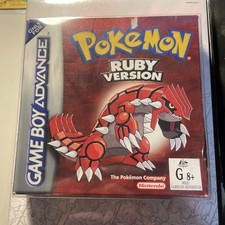 POKéMON
RUBY
VERSION
GAME BOY ADVANCE
The Pokémon Company
Nintendo
G 8+